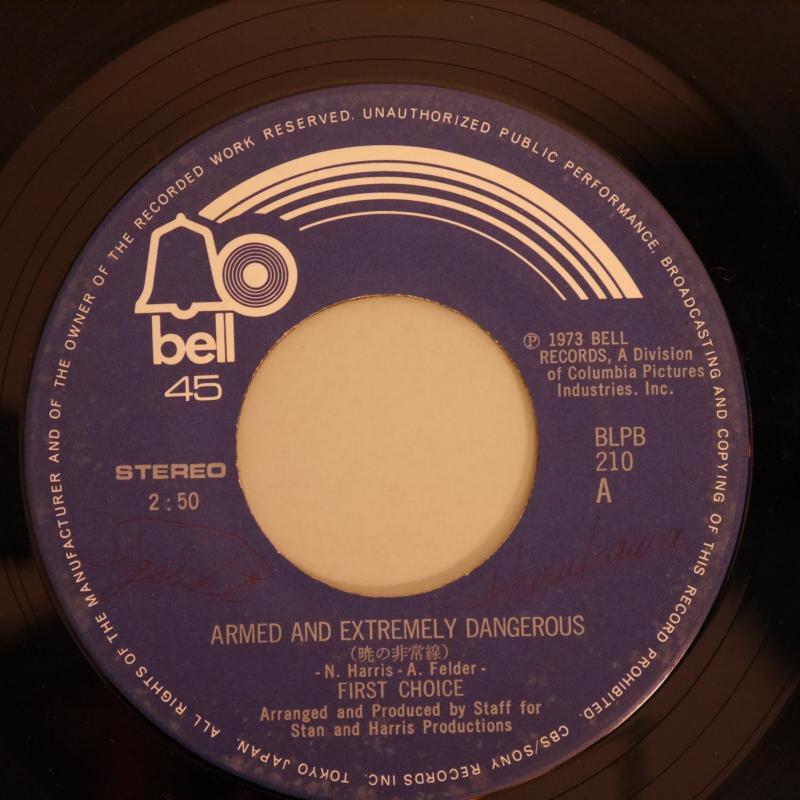 ALL RIGHTS OF THE MANUFACTURER AND OF THE OWNER OF THE RECORDED WORK RESERVED. UNAUTHORIZED PUBLIC PERFORMANCE, BROADCASTING AND COPYING OF THIS RECORD PROHIBITED. CBS/SONY RECORDS INC. TOKYO JAPAN.
bell
45
STEREO
2:50
Ⓟ 1973 BELL
RECORDS, A Division
of Columbia Pictures
Industries. Inc.
BLPB
210
A
ARMED AND EXTREMELY DANGEROUS
(暁の非常線)
- N. Harris - A. Felder -
FIRST CHOICE
Arranged and Produced by Staff for
Stan and Harris Productions